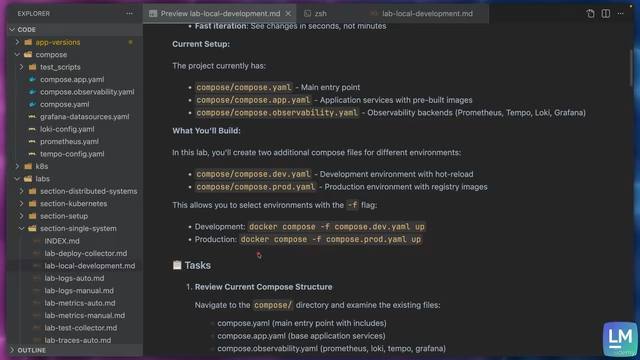 EXPLORER
CODE
app-versions
compose
test_scripts
compose.app.yaml
compose.observability.yaml
compose.yaml
grafana-datasources.yaml
loki-config.yaml
prometheus.yaml
tempo-config.yaml
k8s
labs
section-distributed-systems
section-kubernetes
section-setup
section-single-system
INDEX.md
lab-deploy-collector.md
lab-local-development.md
lab-logs-auto.md
lab-logs-manual.md
lab-metrics-auto.md
lab-metrics-manual.md
lab-test-collector.md
lab-traces-auto.md
OUTLINE
Preview lab-local-development.md
zsh
lab-local-development.md
• Fast iteration: See changes in seconds, not minutes
Current Setup:
The project currently has:
• compose/compose.yaml - Main entry point
• compose/compose.app.yaml - Application services with pre-built images
• compose/compose.observability.yaml - Observability backends (Prometheus, Tempo, Loki, Grafana)
What You'll Build:
In this lab, you'll create two additional compose files for different environments:
• compose/compose.dev.yaml - Development environment with hot-reload
• compose/compose.prod.yaml - Production environment with registry images
This allows you to select environments with the -f flag:
• Development: docker compose -f compose.dev.yaml up
• Production: docker compose -f compose.prod.yaml up
📋 Tasks
1. Review Current Compose Structure
Navigate to the compose/ directory and examine the existing files:
○ compose.yaml (main entry point with includes)
○ compose.app.yaml (base application services)
○ compose.observability.yaml (prometheus, tempo, loki, grafana)
LM